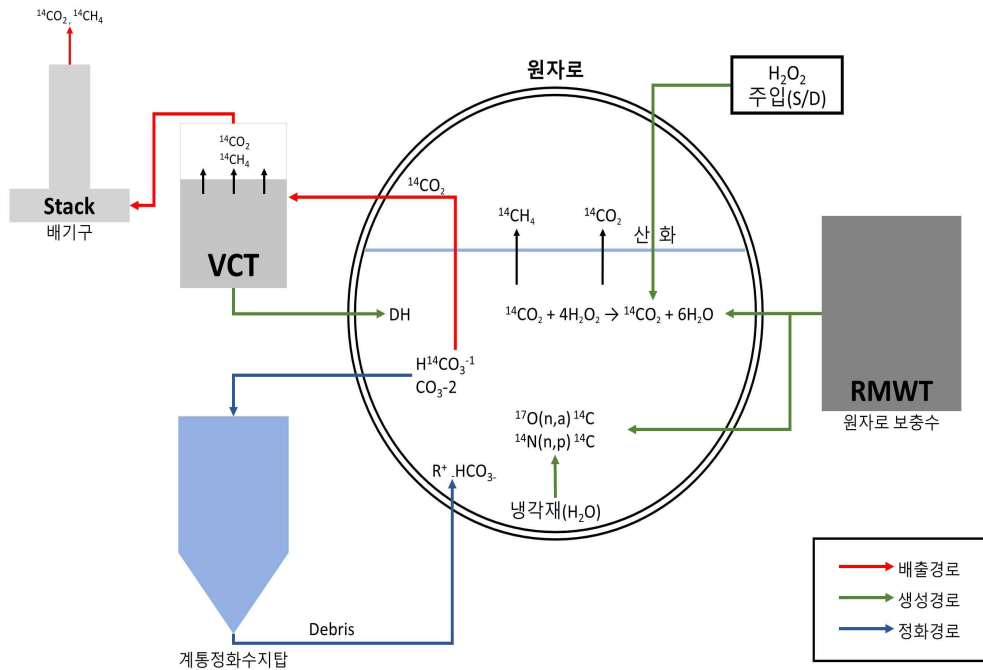 ¹⁴CO₂, ¹⁴CH₄
Stack
배기구
¹⁴CO₂
¹⁴CH₄
VCT
원자로
H₂O₂
주입(S/D)
¹⁴CO₂
¹⁴CH₄
¹⁴CO₂
산 화
DH
¹⁴CO₂ + 4H₂O₂ → ¹⁴CO₂ + 6H₂O
H¹⁴CO₃-1
CO₃-2
RMWT
원자로 보충수
¹⁷O(n,a) ¹⁴C
¹⁴N(n,p) ¹⁴C
R⁺ -HCO₃-
냉각재(H₂O)
Debris
계통정화수지탑
배출경로
생성경로
정화경로